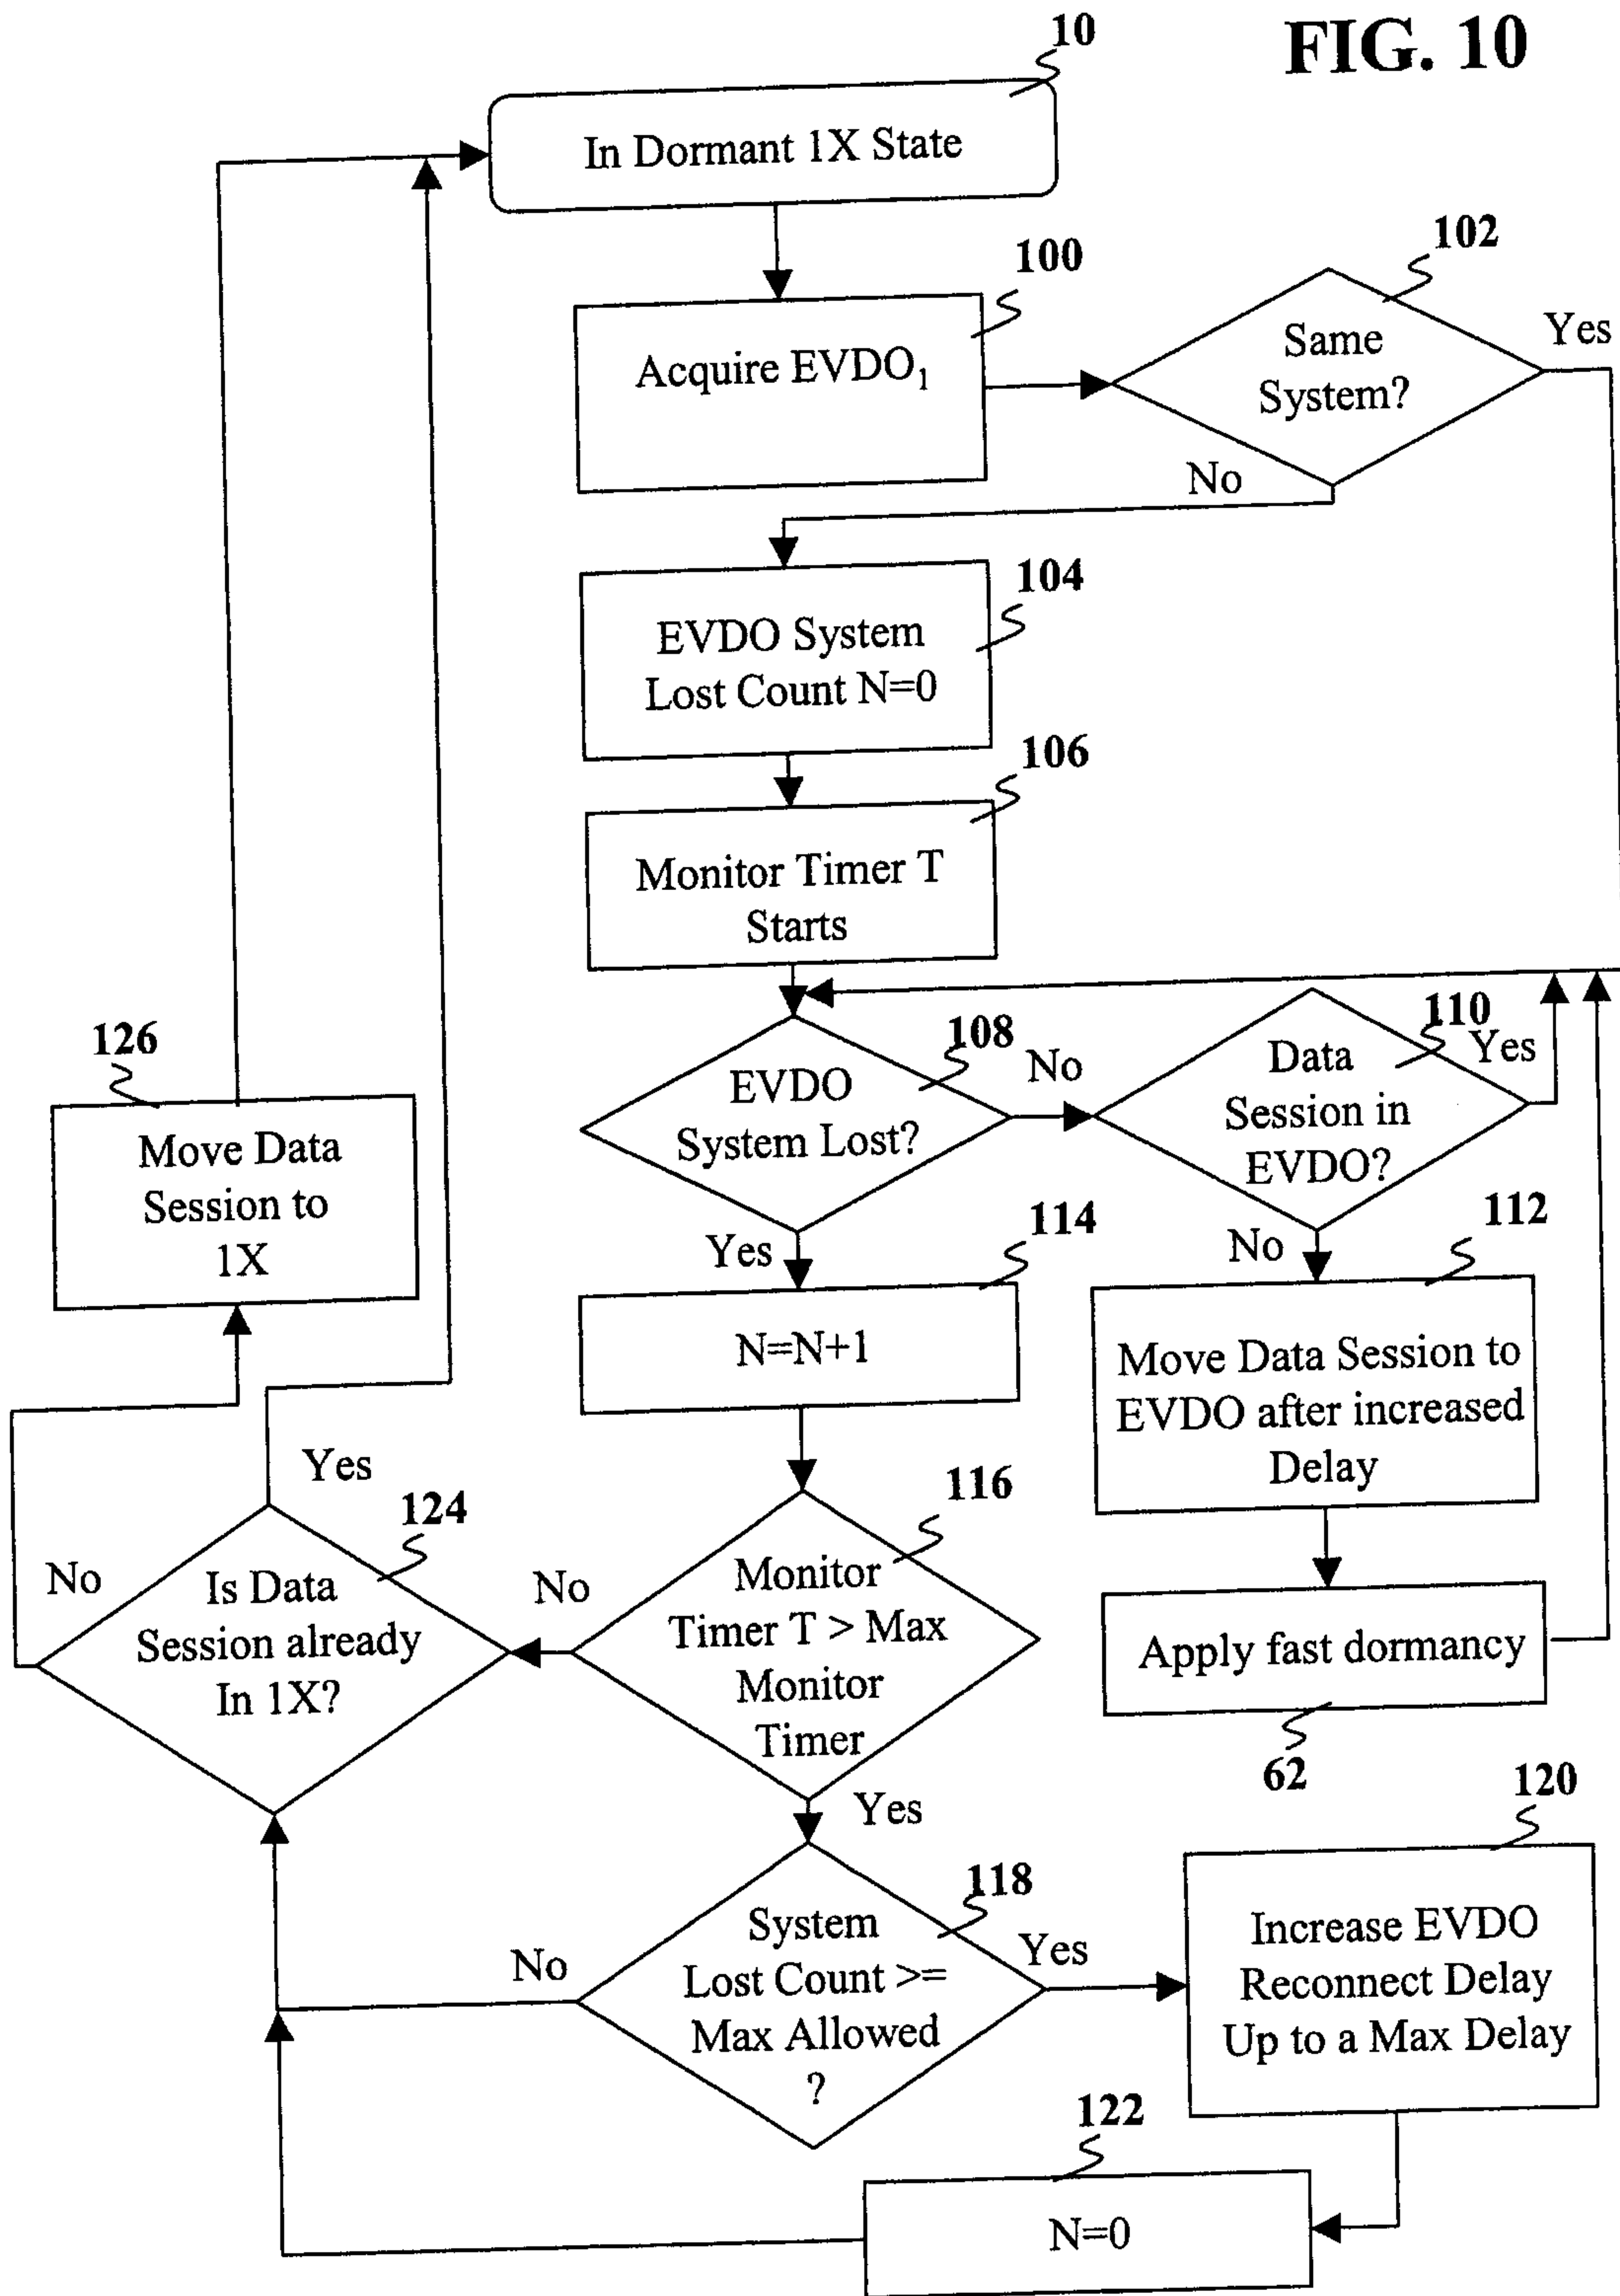 FIG. 10
10
In Dormant 1X State
100
Acquire EVDO₁
102
Same
System?
Yes
No
104
EVDO System
Lost Count N=0
106
Monitor Timer T
Starts
108
EVDO
System Lost?
No
Yes
110
Data
Session in
EVDO?
Yes
No
112
Move Data Session to
EVDO after increased
Delay
Apply fast dormancy
62
114
N=N+1
116
Monitor
Timer T > Max
Monitor
Timer
No
Yes
118
System
Lost Count >=
Max Allowed
?
No
Yes
120
Increase EVDO
Reconnect Delay
Up to a Max Delay
122
N=0
124
Is Data
Session already
In 1X?
Yes
No
126
Move Data
Session to
1X